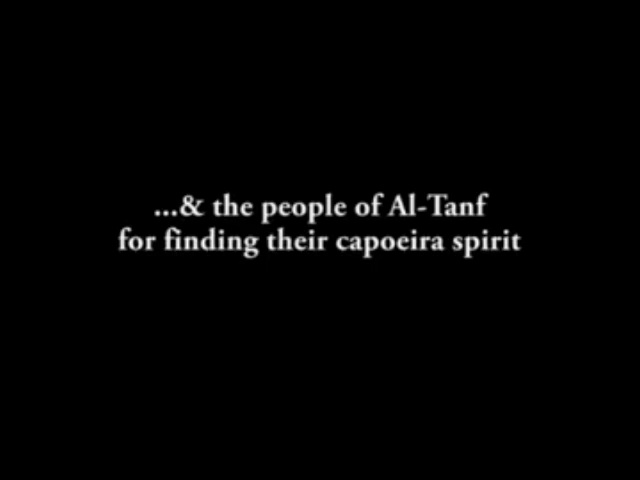 ...& the people of Al-Tanf
for finding their capoeira spirit